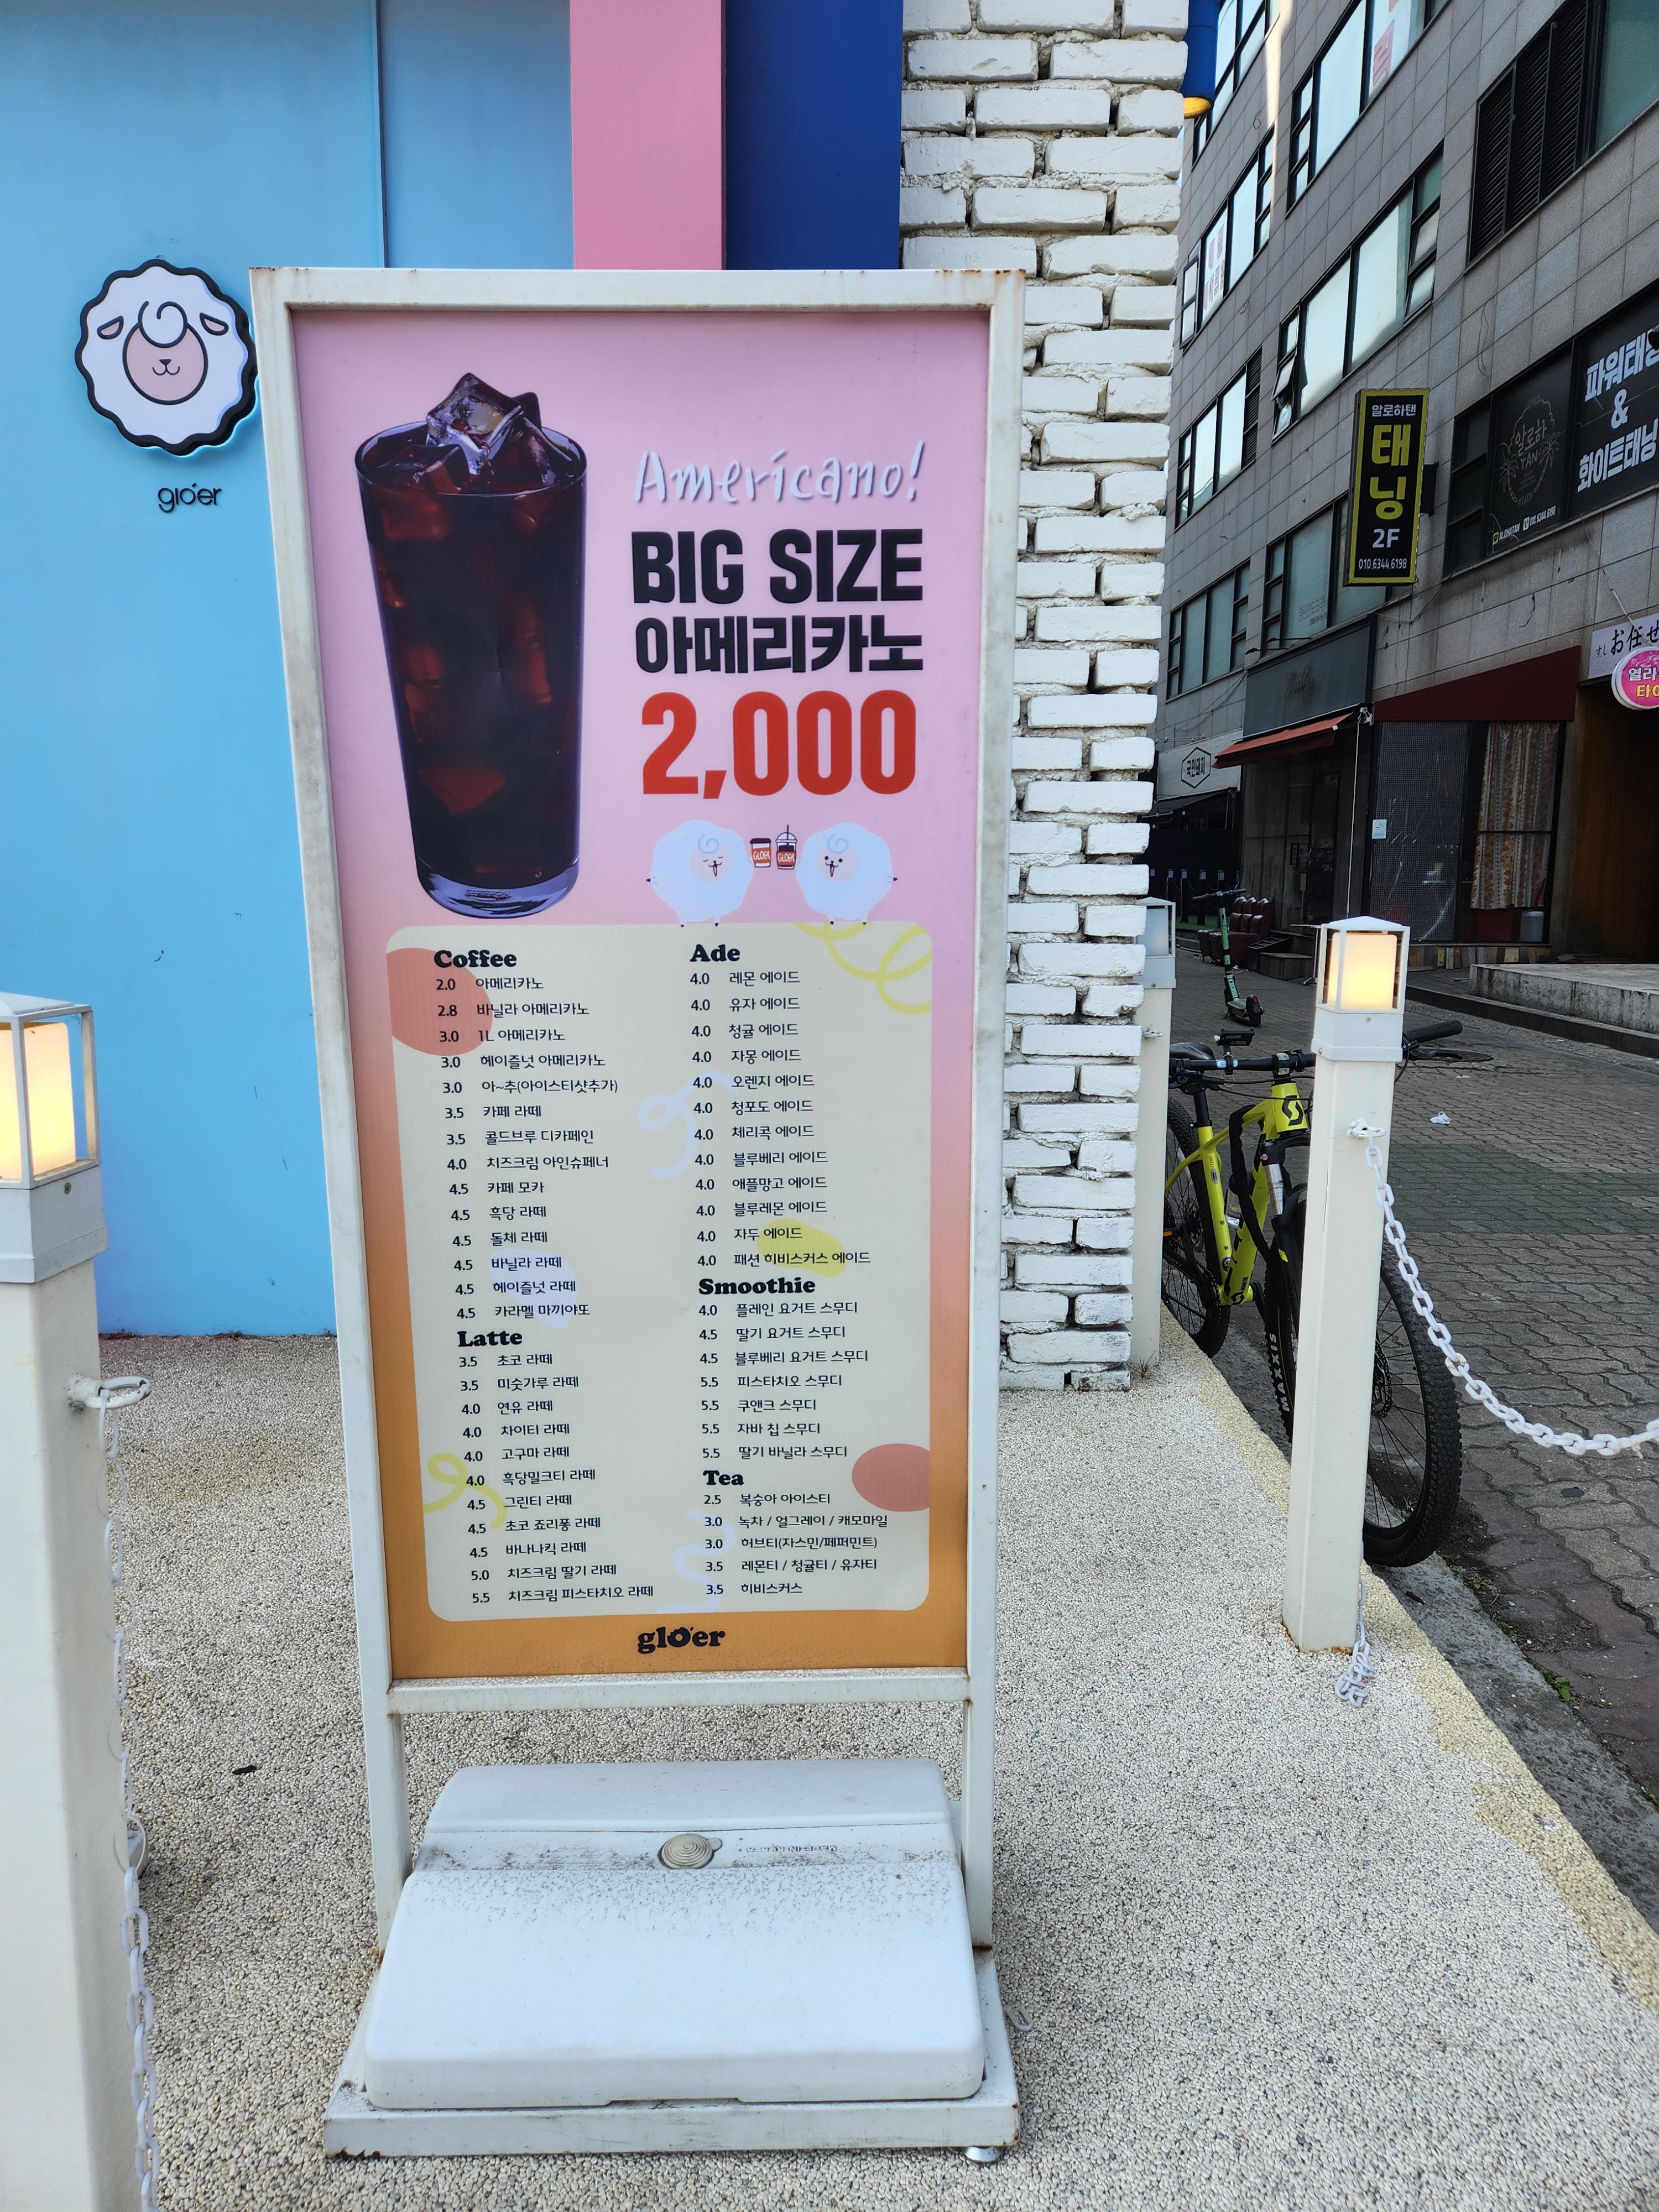 gloer
Americano!
BIG SIZE
아메리카노
2,000
GLOER
GLOER
Coffee
2.0 아메리카노
2.8 바닐라 아메리카노
3.0 1L 아메리카노
3.0 헤이즐넛 아메리카노
3.0 아~추(아이스티샷추가)
3.5 카페 라떼
3.5 콜드브루 디카페인
4.0 치즈크림 아인슈페너
4.5 카페 모카
4.5 흑당 라떼
4.5 돌체 라떼
4.5 바닐라 라떼
4.5 헤이즐넛 라떼
4.5 카라멜 마끼야또
Latte
3.5 초코 라떼
3.5 미숫가루 라떼
4.0 연유 라떼
4.0 차이티 라떼
4.0 고구마 라떼
4.0 흑당밀크티 라떼
4.5 그린티 라떼
4.5 초코 죠리퐁 라떼
4.5 바나나킥 라떼
5.0 치즈크림 딸기 라떼
5.5 치즈크림 피스타치오 라떼
Ade
4.0 레몬 에이드
4.0 유자 에이드
4.0 청귤 에이드
4.0 자몽 에이드
4.0 오렌지 에이드
4.0 청포도 에이드
4.0 체리콕 에이드
4.0 블루베리 에이드
4.0 애플망고 에이드
4.0 블루레몬 에이드
4.0 자두 에이드
4.0 패션 히비스커스 에이드
Smoothie
4.0 플레인 요거트 스무디
4.5 딸기 요거트 스무디
4.5 블루베리 요거트 스무디
5.5 피스타치오 스무디
5.5 쿠앤크 스무디
5.5 자바 칩 스무디
5.5 딸기 바닐라 스무디
Tea
2.5 복숭아 아이스티
3.0 녹차 / 얼그레이 / 캐모마일
3.0 허브티(자스민/페퍼민트)
3.5 레몬티 / 청귤티 / 유자티
3.5 히비스커스
gloer
MADE IN KOREA
알로하탠
태닝
2F
010.6344.6198
알로하
TAN
파워태닝
&
화이트태닝
010.6344.6198
すし お任せ
국민돼지